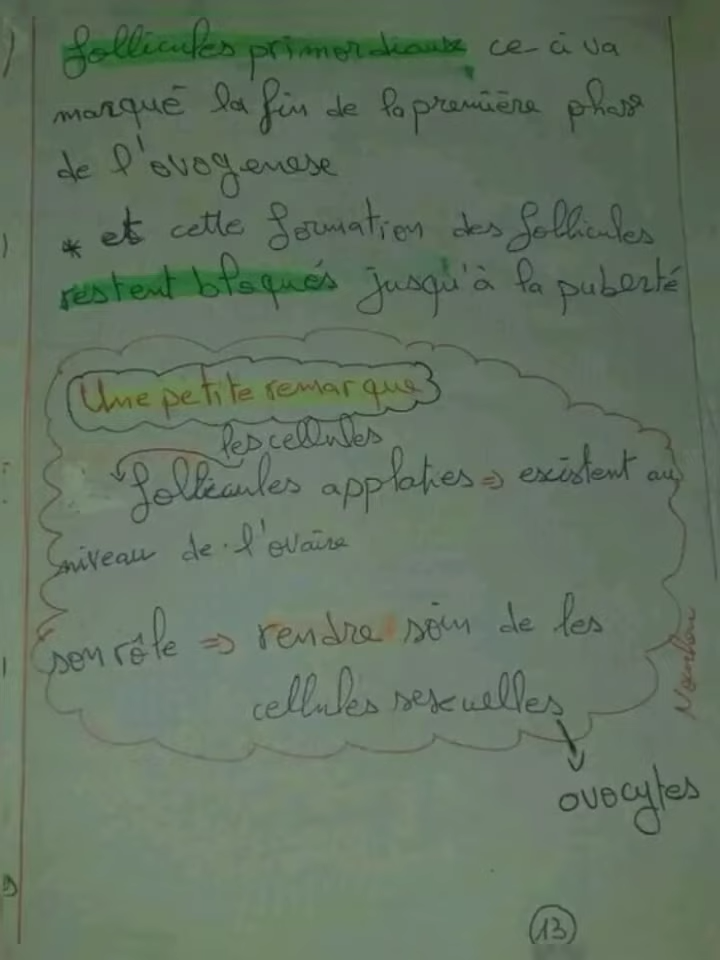 follicules primordiaux ce ci va
marqué la fin de la première phase
de l'ovogenese
* et cette formation des follicules
restent bloqués jusqu'à la puberté
Une petite remarque
les cellules
follicules applaties => existent au
niveau de l'ovaire
son rôle => rendre soin de les
cellules sexuelles
ovocytes
13